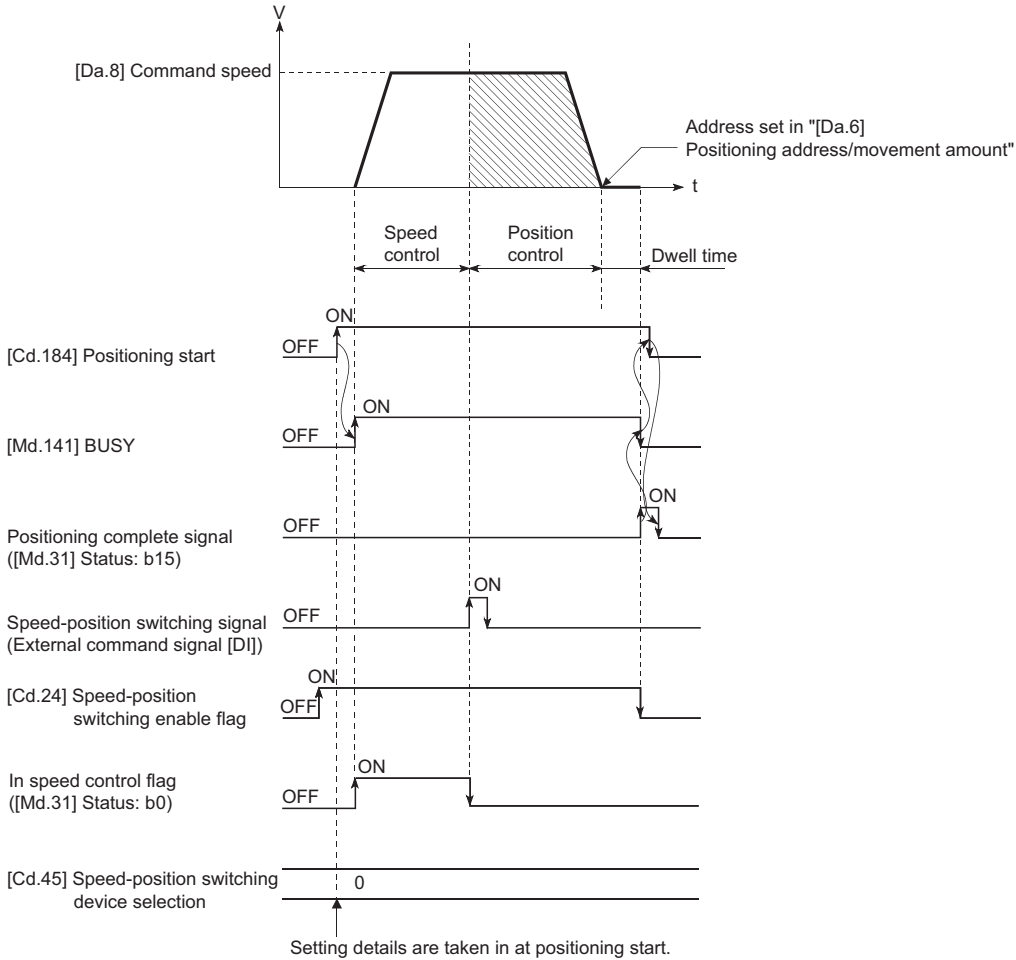 V
[Da.8] Command speed
Address set in "[Da.6]
Positioning address/movement amount"
t
Speed
control
Position
control
Dwell time
ON
[Cd.184] Positioning start
OFF
ON
[Md.141] BUSY
OFF
ON
Positioning complete signal
([Md.31] Status: b15)
OFF
ON
Speed-position switching signal
(External command signal [DI])
OFF
ON
[Cd.24] Speed-position
switching enable flag
OFF
ON
In speed control flag
([Md.31] Status: b0)
OFF
[Cd.45] Speed-position switching
device selection
0
Setting details are taken in at positioning start.